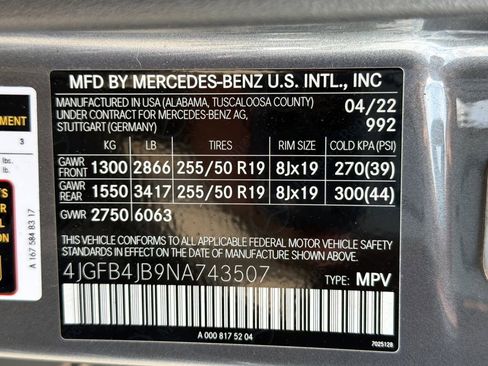 MFD BY MERCEDES-BENZ U.S. INTL., INC
MANUFACTURED IN USA (ALABAMA, TUSCALOOSA COUNTY) 04/22
UNDER CONTRACT FOR MERCEDES-BENZ AG,
STUTTGART (GERMANY) 992
KG LB TIRES RIM SIZE COLD KPA (PSI)
GAWR FRONT 1300 2866 255/50 R19 8Jx19 270(39)
GAWR REAR 1550 3417 255/50 R19 8Jx19 300(44)
GVWR 2750 6063
THIS VEHICLE CONFORMS TO ALL APPLICABLE FEDERAL MOTOR VEHICLE SAFETY
STANDARDS IN EFFECT ON THE DATE OF MANUFACTURE SHOWN ABOVE.
4JGFB4JB9NA743507 TYPE: MPV
A 000 817 52 04
7025128
MENT
3
lbs.
lbs.
A 167 584 83 17